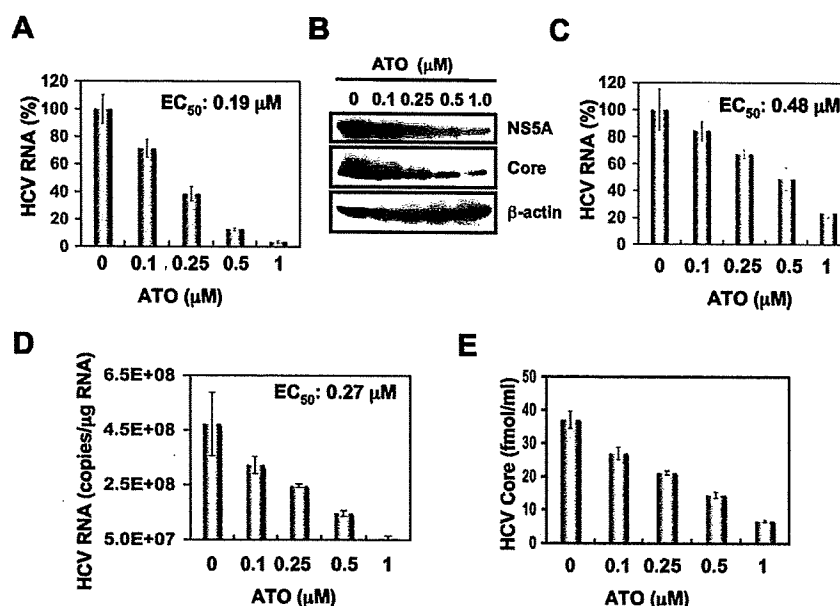 A
HCV RNA (%)
120
100
80
60
40
20
0
EC50: 0.19 μM
0 0.1 0.25 0.5 1
ATO (μM)
B
ATO (μM)
0 0.1 0.25 0.5 1.0
NS5A
Core
β-actin
C
HCV RNA (%)
120
100
80
60
40
20
0
EC50: 0.48 μM
0 0.1 0.25 0.5 1
ATO (μM)
D
HCV RNA (copies/μg RNA)
6.5E+08
4.5E+08
2.5E+08
5.0E+07
EC50: 0.27 μM
0 0.1 0.25 0.5 1
ATO (μM)
E
HCV Core (fmol/ml)
50
40
30
20
10
0
0 0.1 0.25 0.5 1
ATO (μM)